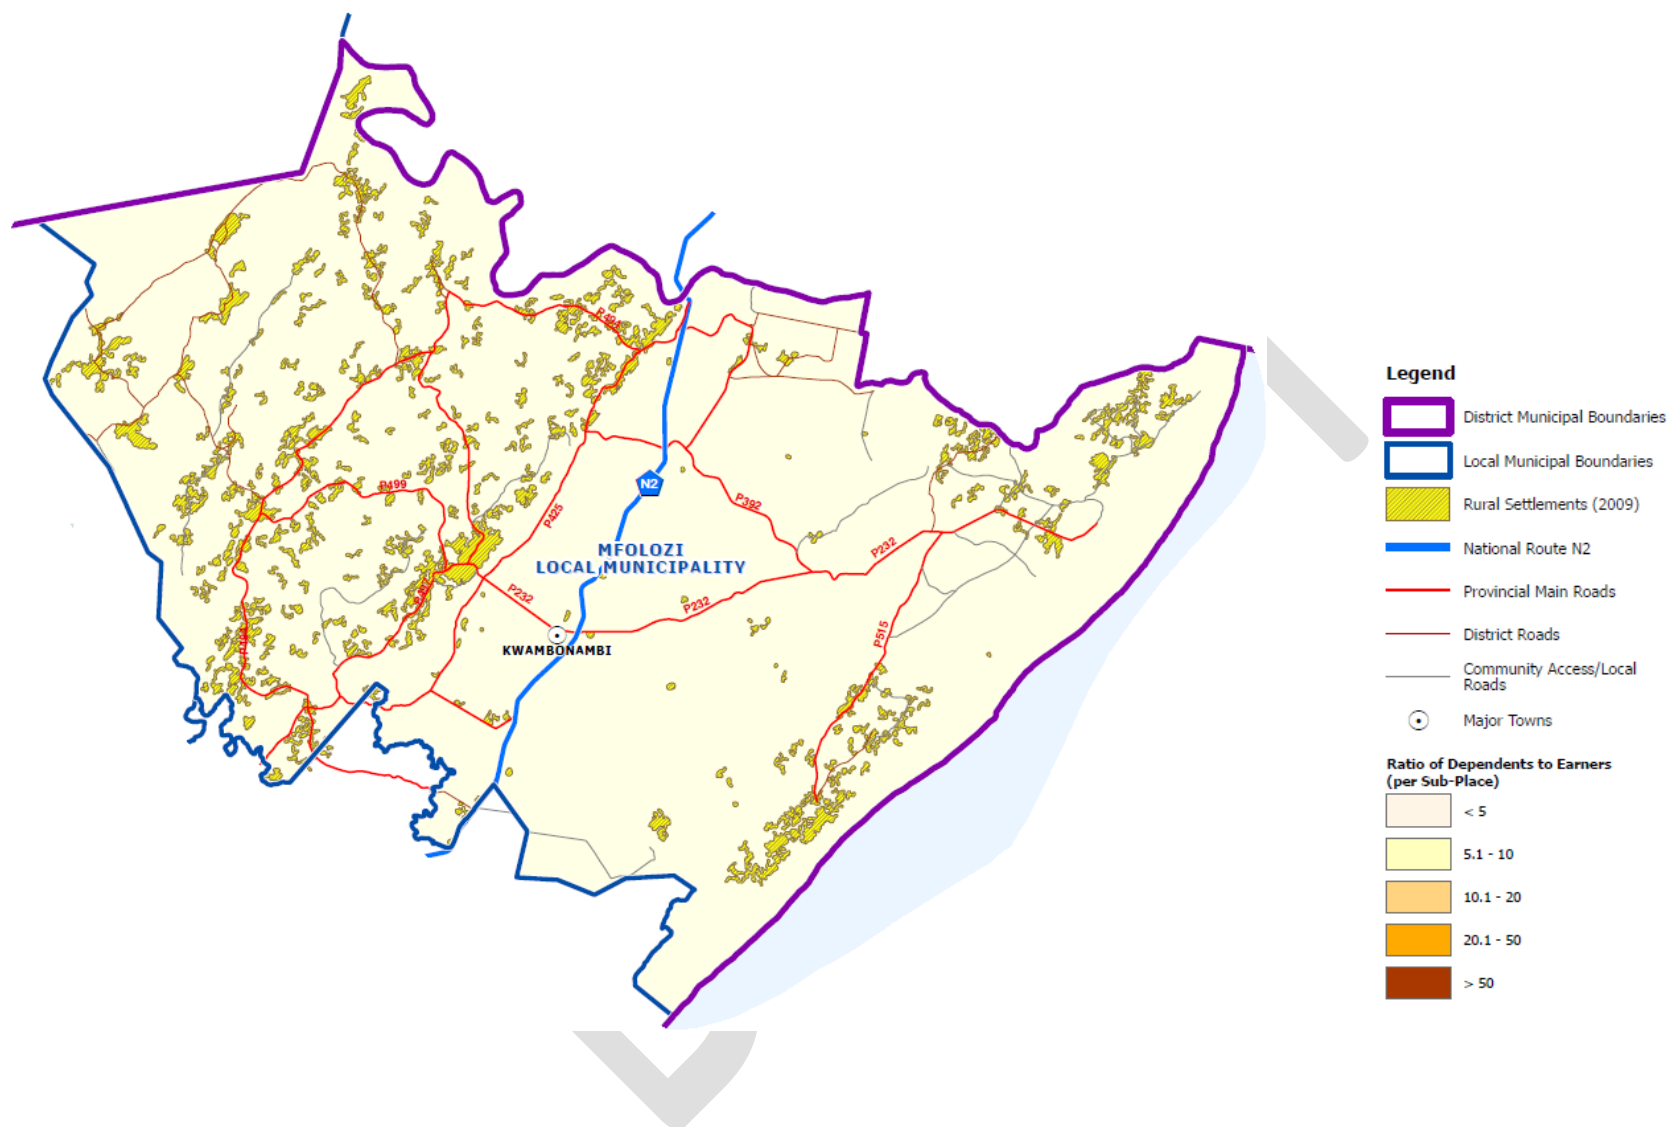 R494
N2
P499
P392
P425
MFOLOZI
LOCAL MUNICIPALITY
P232
P232
P232
P515
KWAMBONAMBI
Legend
District Municipal Boundaries
Local Municipal Boundaries
Rural Settlements (2009)
National Route N2
Provincial Main Roads
District Roads
Community Access/Local
Roads
Major Towns
Ratio of Dependents to Earners
(per Sub-Place)
< 5
5.1 - 10
10.1 - 20
20.1 - 50
> 50